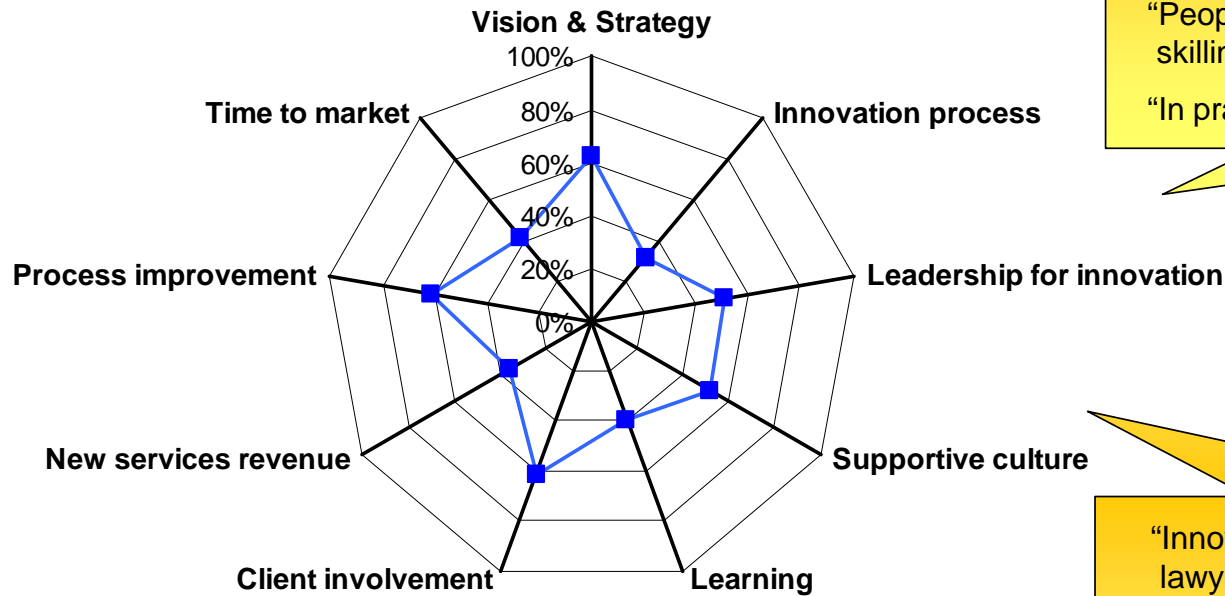 Vision & Strategy
100%
80%
60%
40%
20%
0%
Time to market
Innovation process
Process improvement
Leadership for innovation
New services revenue
Supportive culture
Client involvement
Learning
“Peop
skillin
“In pra
“Inno
lawy